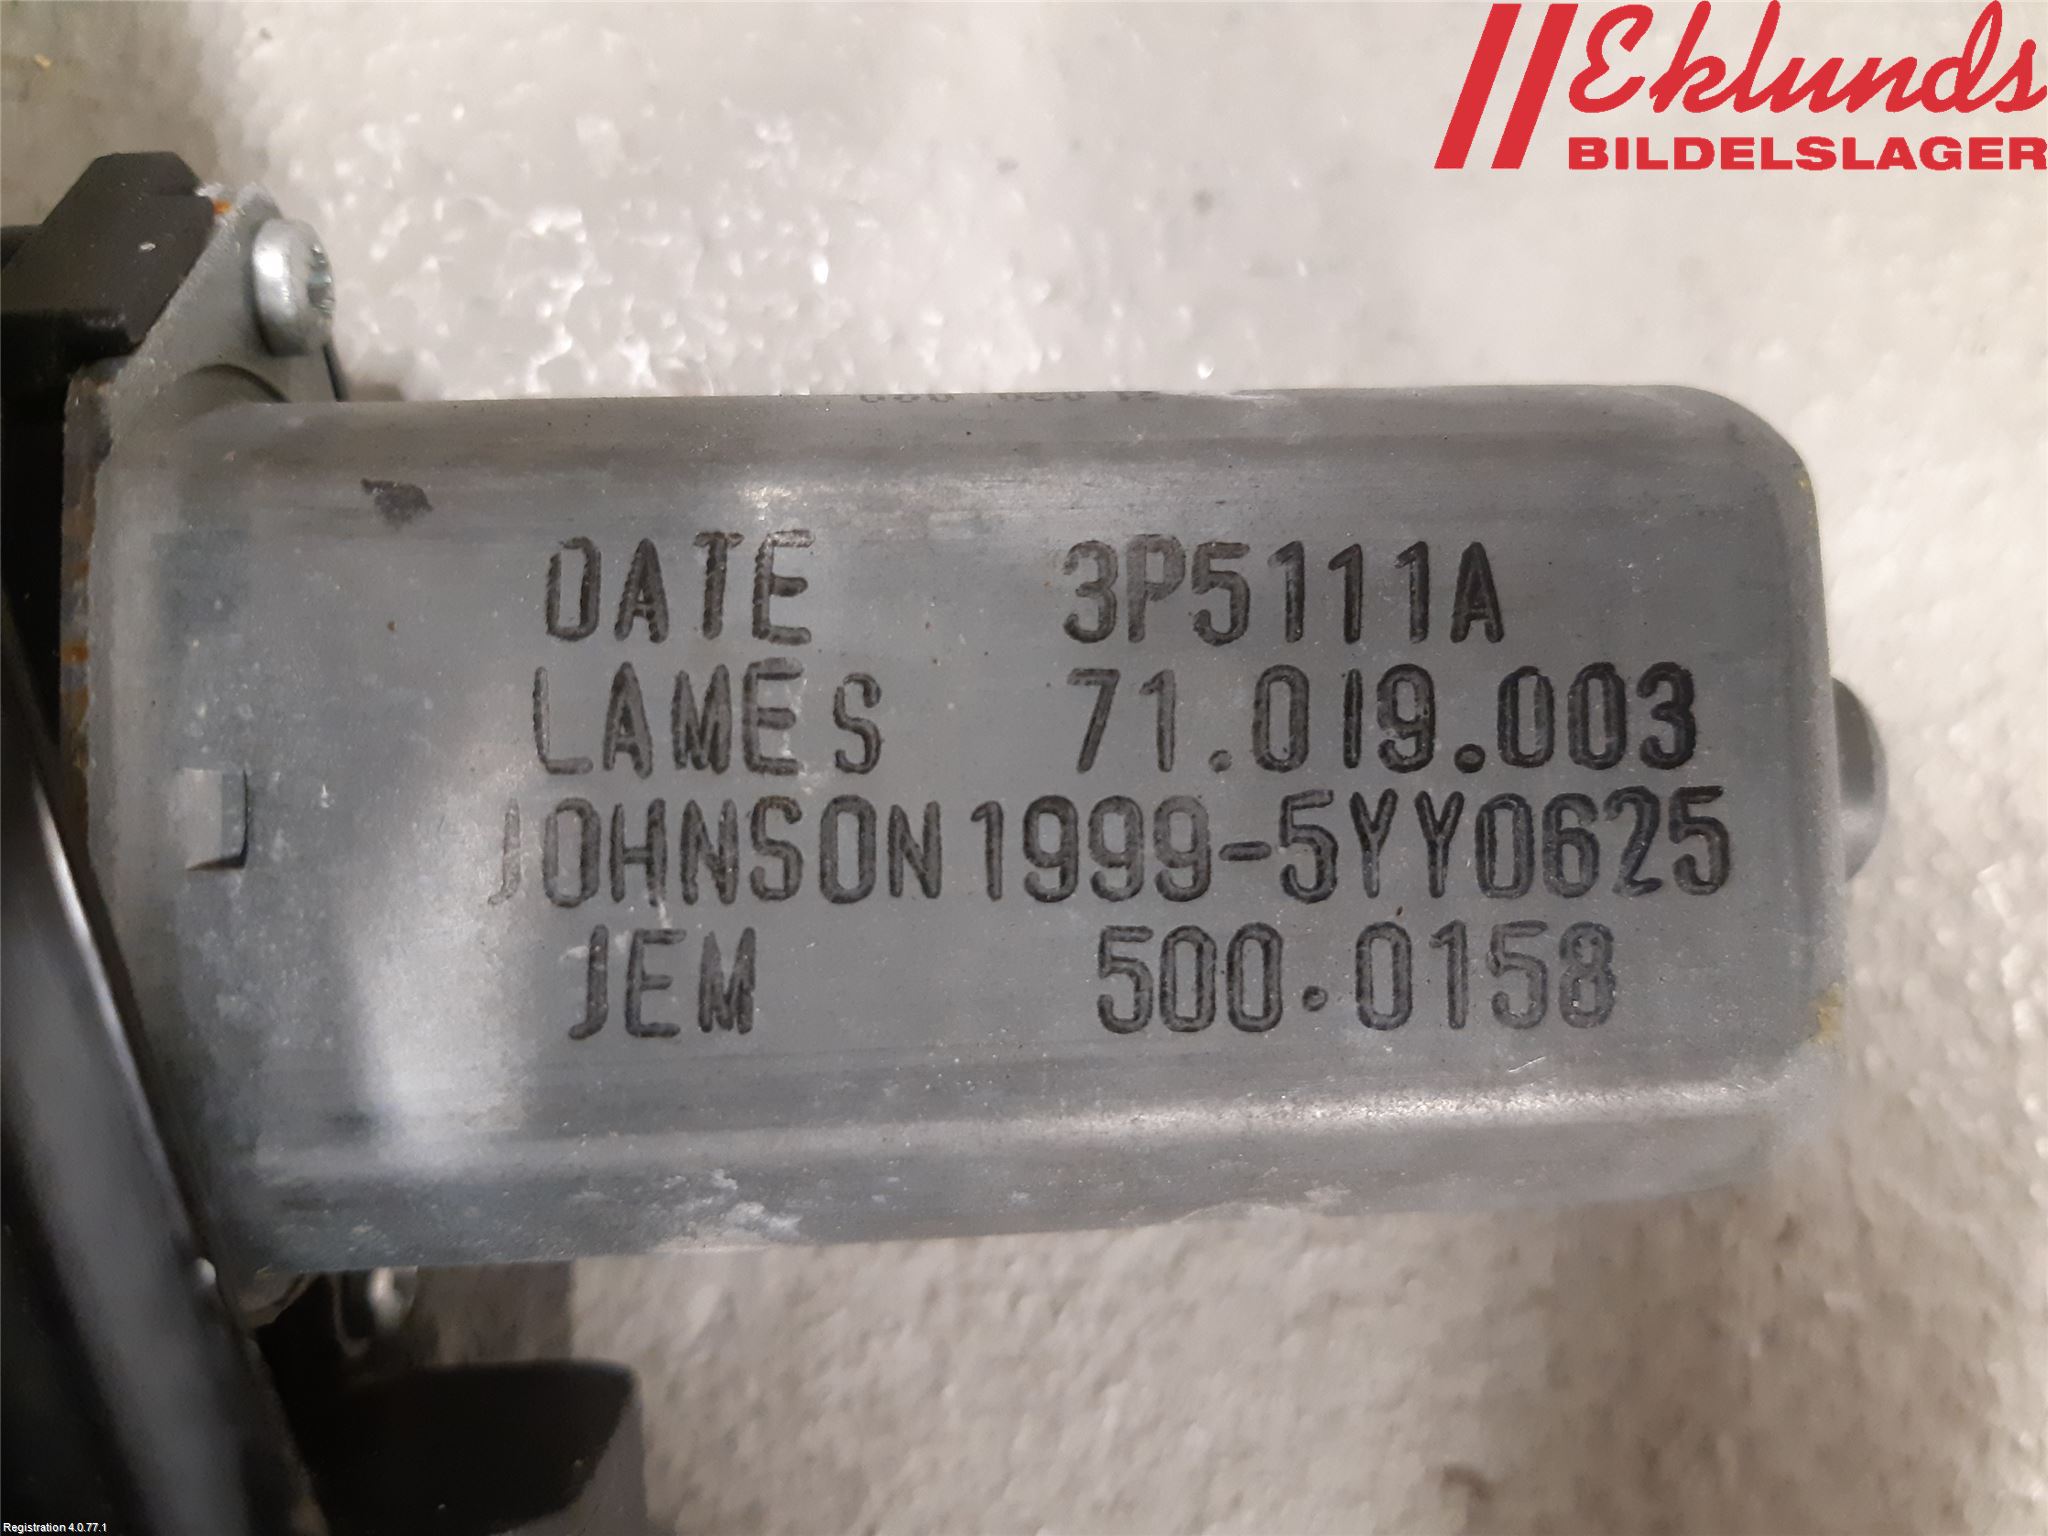 Eklunds
BILDELSLAGER
DATE 3P5111A
LAMES 71.019.003
JOHNSON 1999-5YY0625
JEM 500.0158
Registration 4.0.77.1